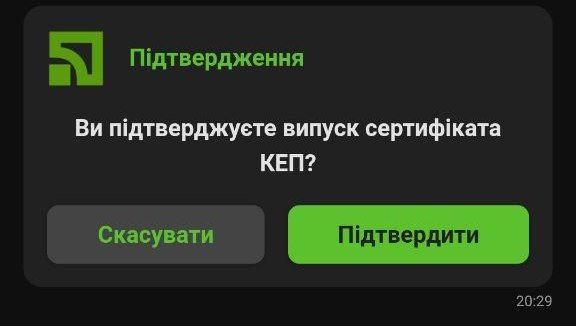 Підтвердження
Ви підтверджуєте випуск сертифіката
КЕП?
Скасувати
Підтвердити
20:29